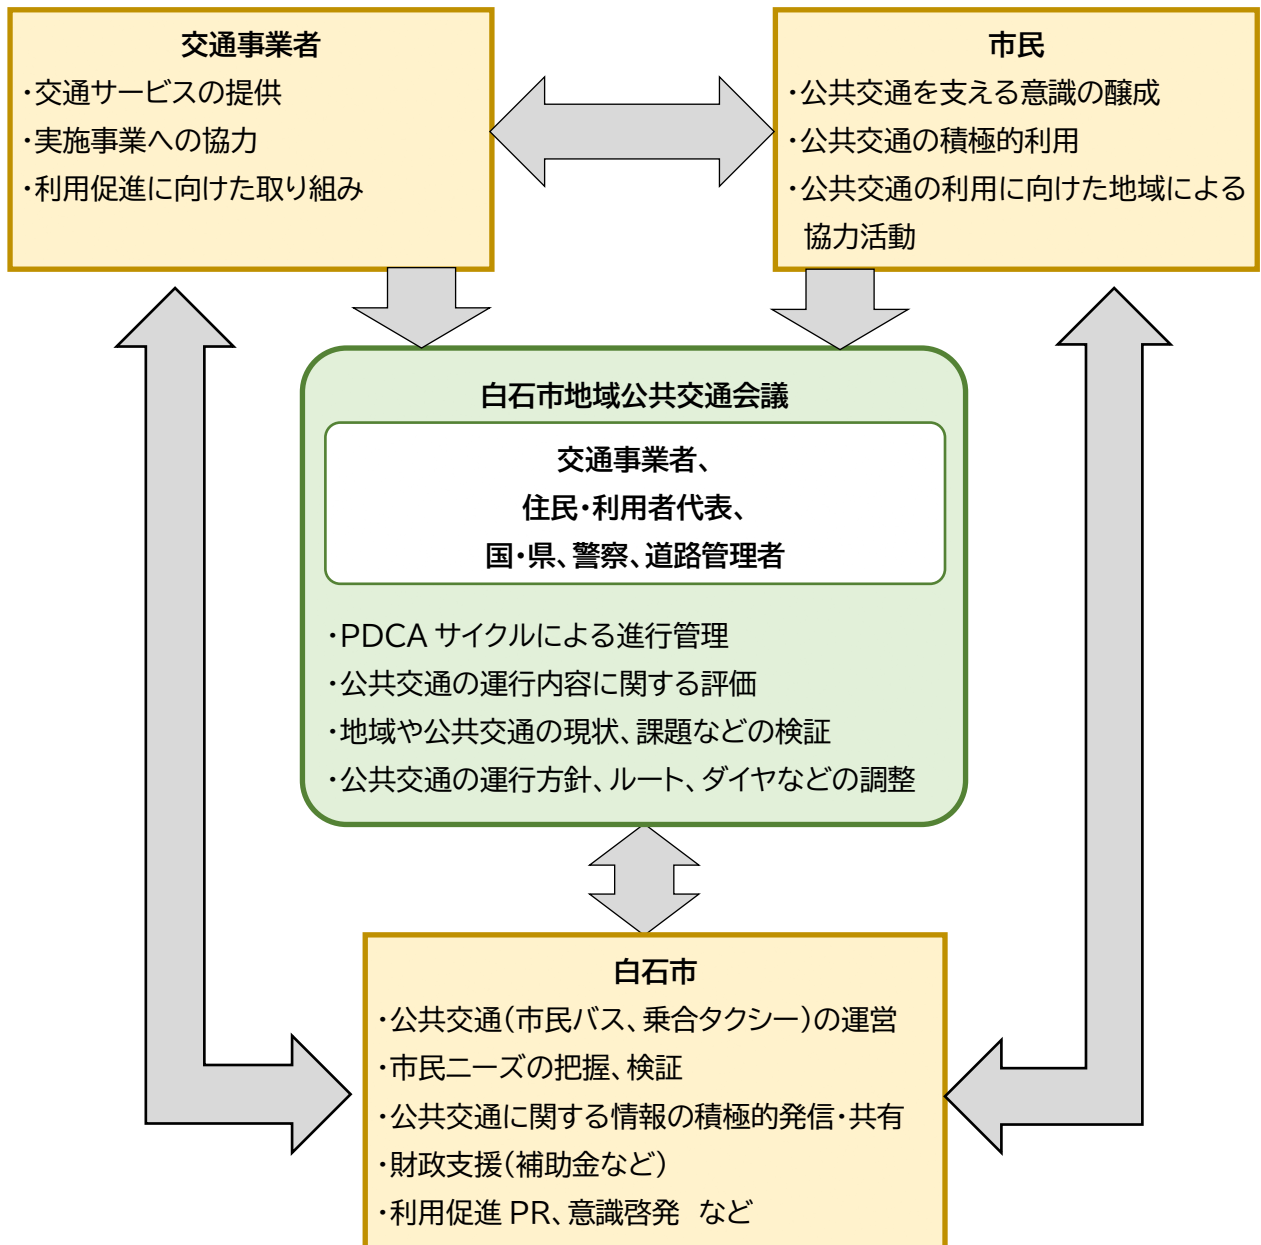 交通事業者
・交通サービスの提供
・実施事業への協力
・利用促進に向けた取り組み
市民
・公共交通を支える意識の醸成
・公共交通の積極的利用
・公共交通の利用に向けた地域による
協力活動
白石市地域公共交通会議
交通事業者、
住民・利用者代表、
国・県、警察、道路管理者
・PDCA サイクルによる進行管理
・公共交通の運行内容に関する評価
・地域や公共交通の現状、課題などの検証
・公共交通の運行方針、ルート、ダイヤなどの調整
白石市
・公共交通(市民バス、乗合タクシー)の運営
・市民ニーズの把握、検証
・公共交通に関する情報の積極的発信・共有
・財政支援(補助金など)
・利用促進 PR、意識啓発　など